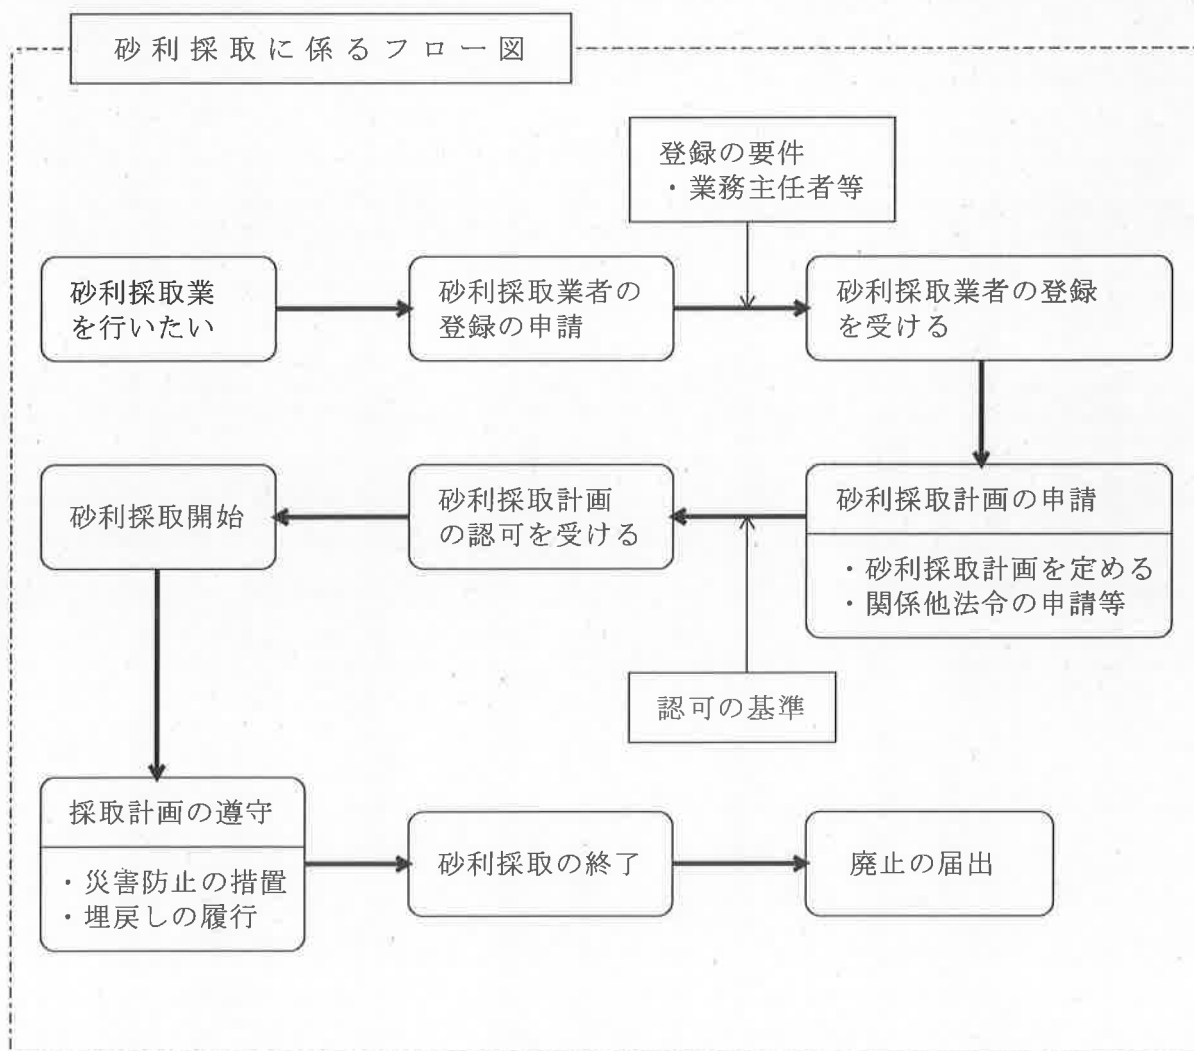 砂利採取に係るフロー図
登録の要件
・業務主任者等
砂利採取業
を行いたい
砂利採取業者の
登録の申請
砂利採取業者の登録
を受ける
砂利採取開始
砂利採取計画
の認可を受ける
砂利採取計画の申請
・砂利採取計画を定める
・関係他法令の申請等
認可の基準
採取計画の遵守
・災害防止の措置
・埋戻しの履行
砂利採取の終了
廃止の届出